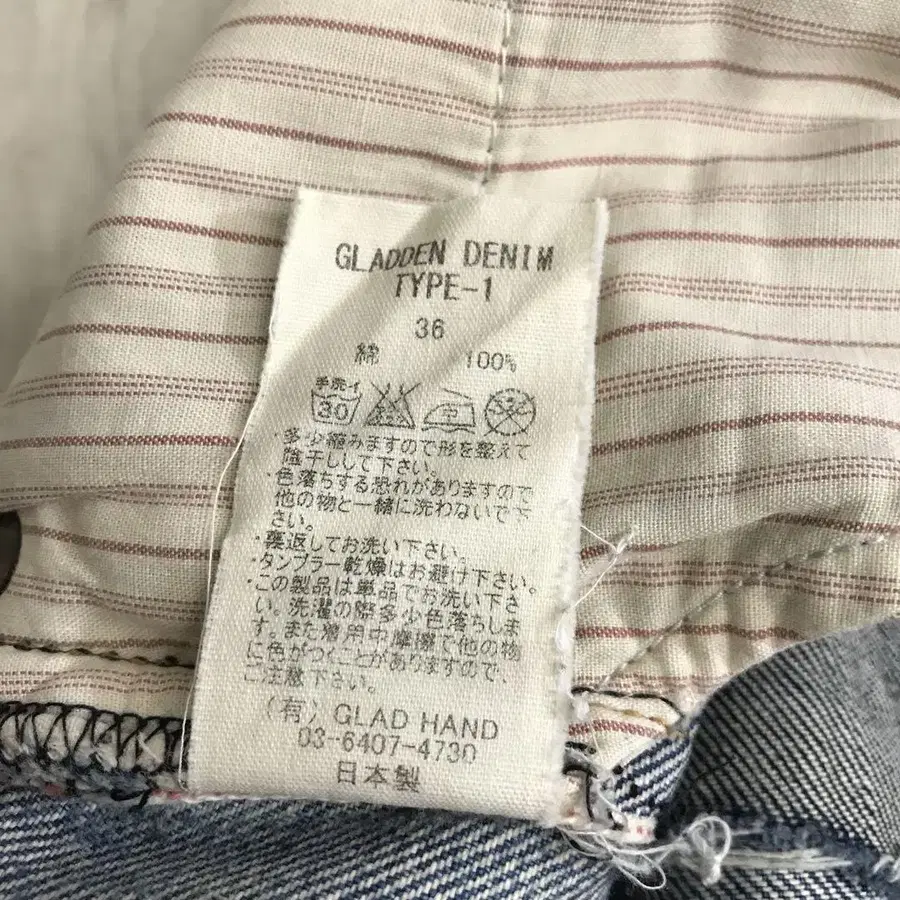 GLADDEN DENIM
TYPE-1
36
綿 100%
手洗イ
30
・多少縮みますので形を整えて
陰干しして下さい。
・色落ちする恐れがありますので
他の物と一緒に洗わないで下
さい。
・裏返してお洗い下さい。
・タンブラー乾燥はお避け下さい。
・この製品は単品でお洗い下さ
い。洗濯の際多少色落ちしま
す。また着用中摩擦で他の物
に色がつくことがありますので、
ご注意下さい。
(有) GLAD HAND
03-6407-4730
日本製